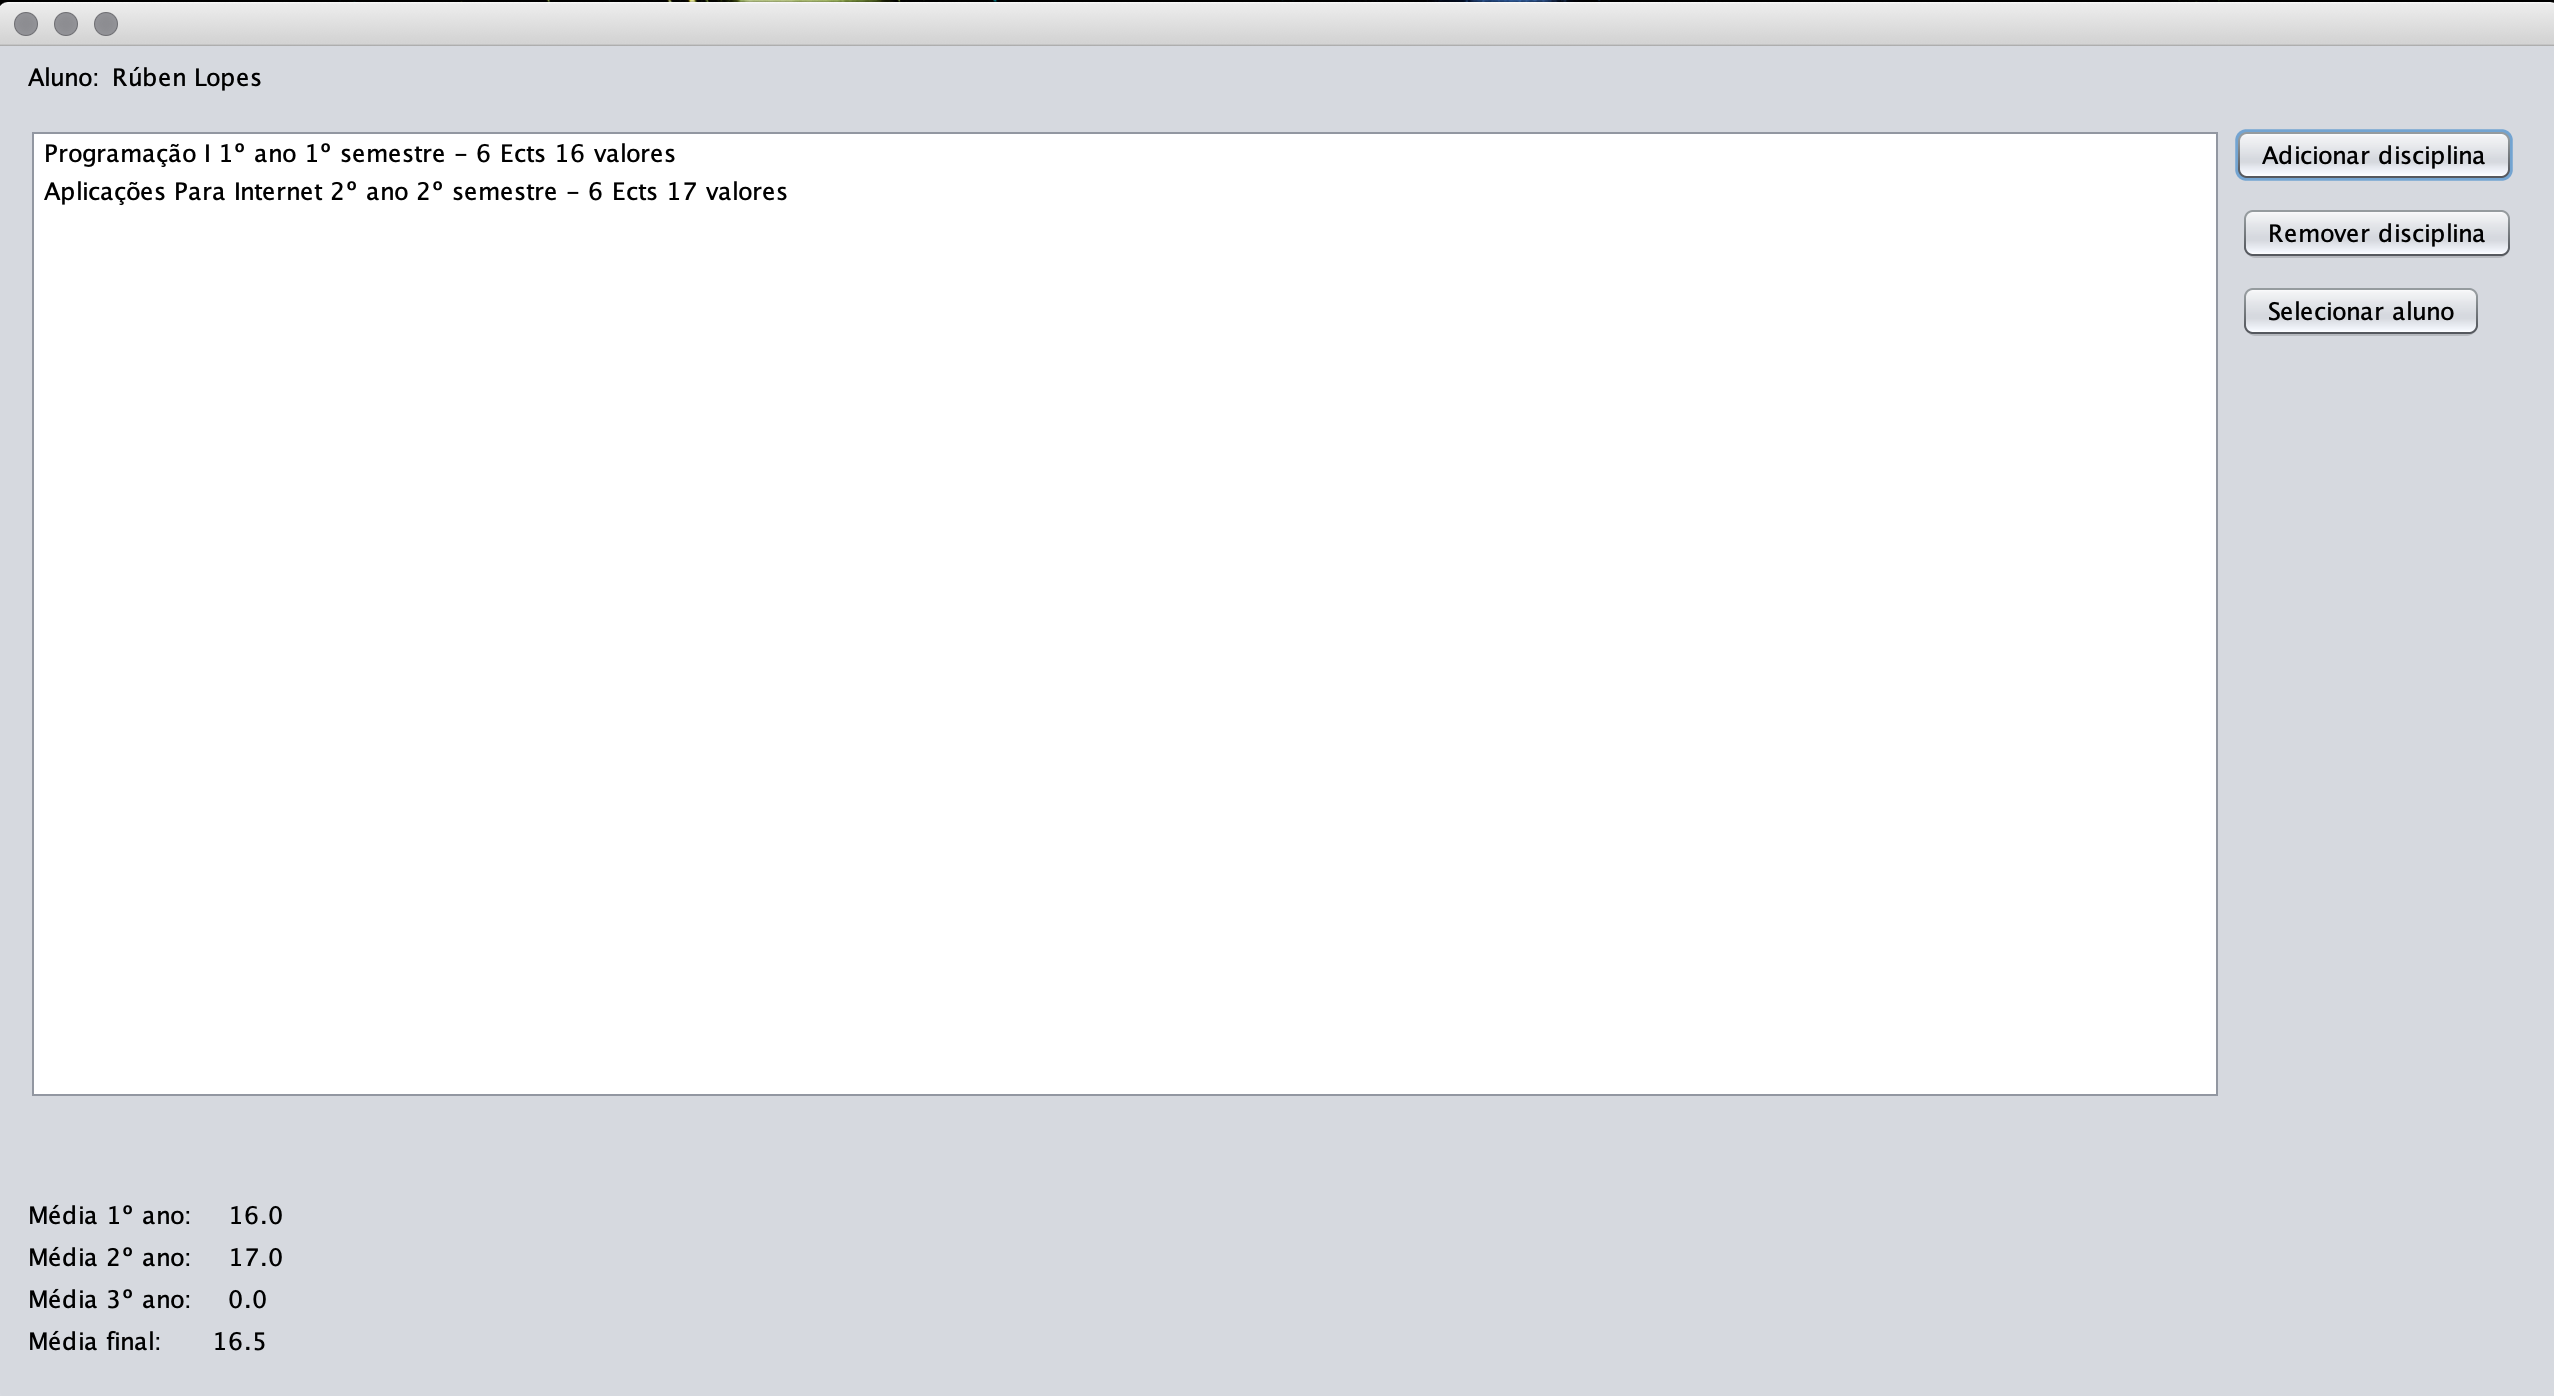 Aluno: Rúben Lopes
Programação I 1º ano 1º semestre - 6 Ects 16 valores
Aplicações Para Internet 2º ano 2º semestre - 6 Ects 17 valores
Adicionar disciplina
Remover disciplina
Selecionar aluno
Média 1º ano: 16.0
Média 2º ano: 17.0
Média 3º ano: 0.0
Média final: 16.5